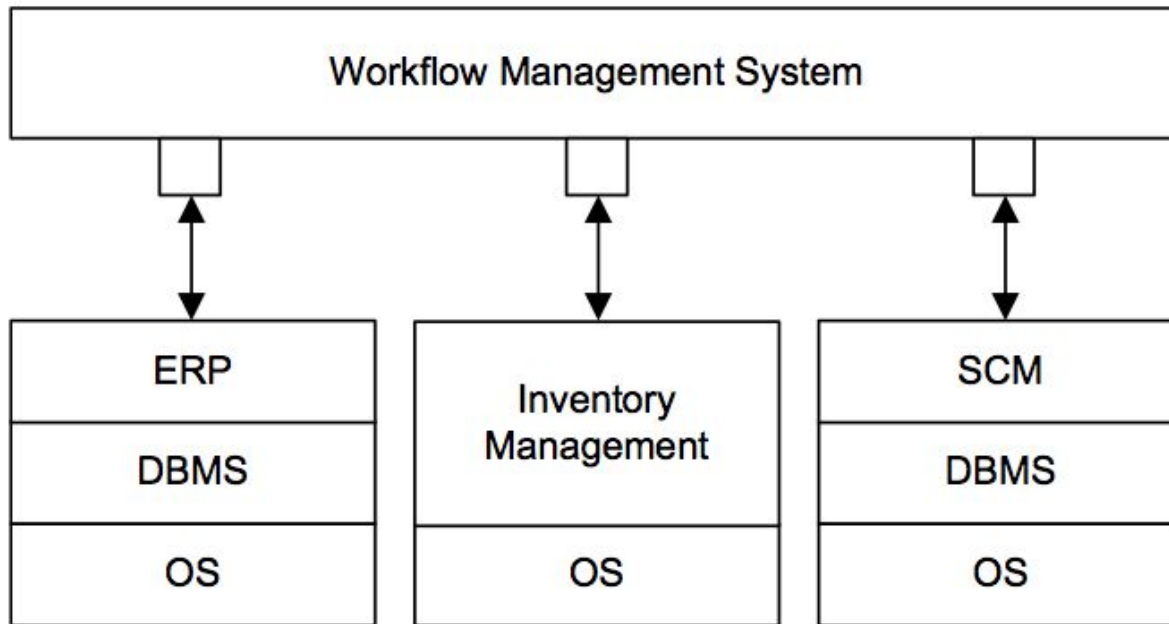 Workflow Management System
ERP
DBMS
OS
Inventory
Management
OS
SCM
DBMS
OS